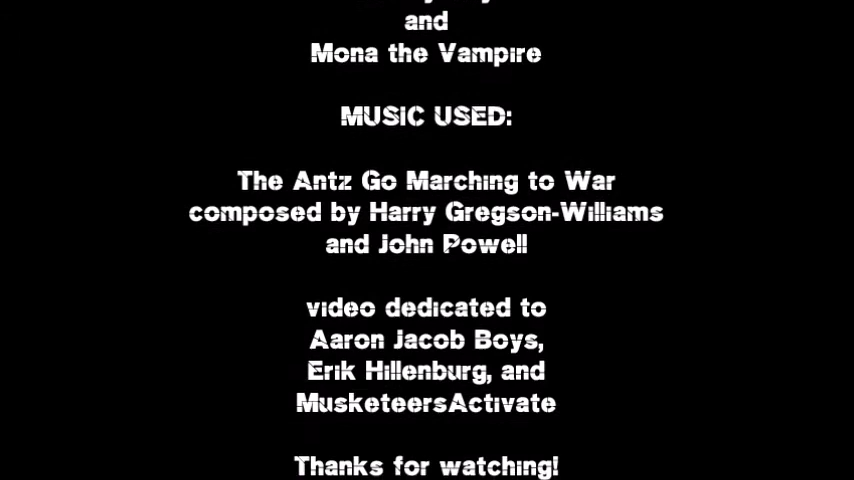 and
Mona the Vampire
MUSIC USED:
The Antz Go Marching to War
composed by Harry Gregson-Williams
and John Powell
video dedicated to
Aaron Jacob Boys,
Erik Hillenburg, and
MusketeersActivate
Thanks for watching!